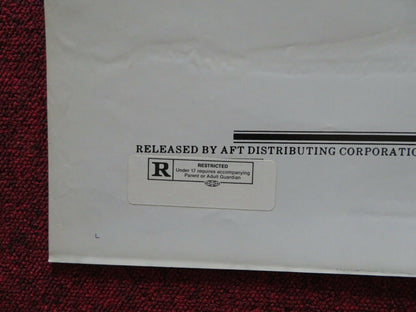 RELEASED BY AFT DISTRIBUTING CORPORATIO
R
RESTRICTED
Under 17 requires accompanying
Parent or Adult Guardian